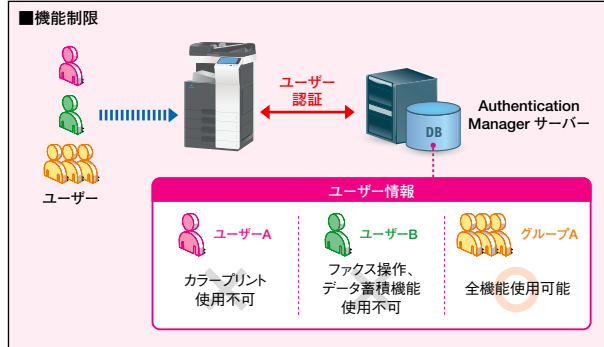 ■機能制限
ユーザー
ユーザー
認証
DB
Authentication
Manager サーバー
ユーザー情報
ユーザーA
カラープリント
使用不可
ユーザーB
ファクス操作、
データ蓄積機能
使用不可
グループA
全機能使用可能